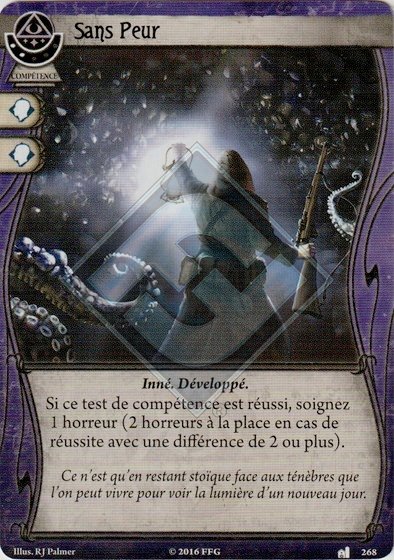 Sans Peur
COMPÉTENCE
Inné. Développé.
Si ce test de compétence est réussi, soignez
1 horreur (2 horreurs à la place en cas de
réussite avec une différence de 2 ou plus).
Ce n'est qu'en restant stoïque face aux ténèbres que
l'on peut vivre pour voir la lumière d'un nouveau jour.
Illus. RJ Palmer © 2016 FFG 268